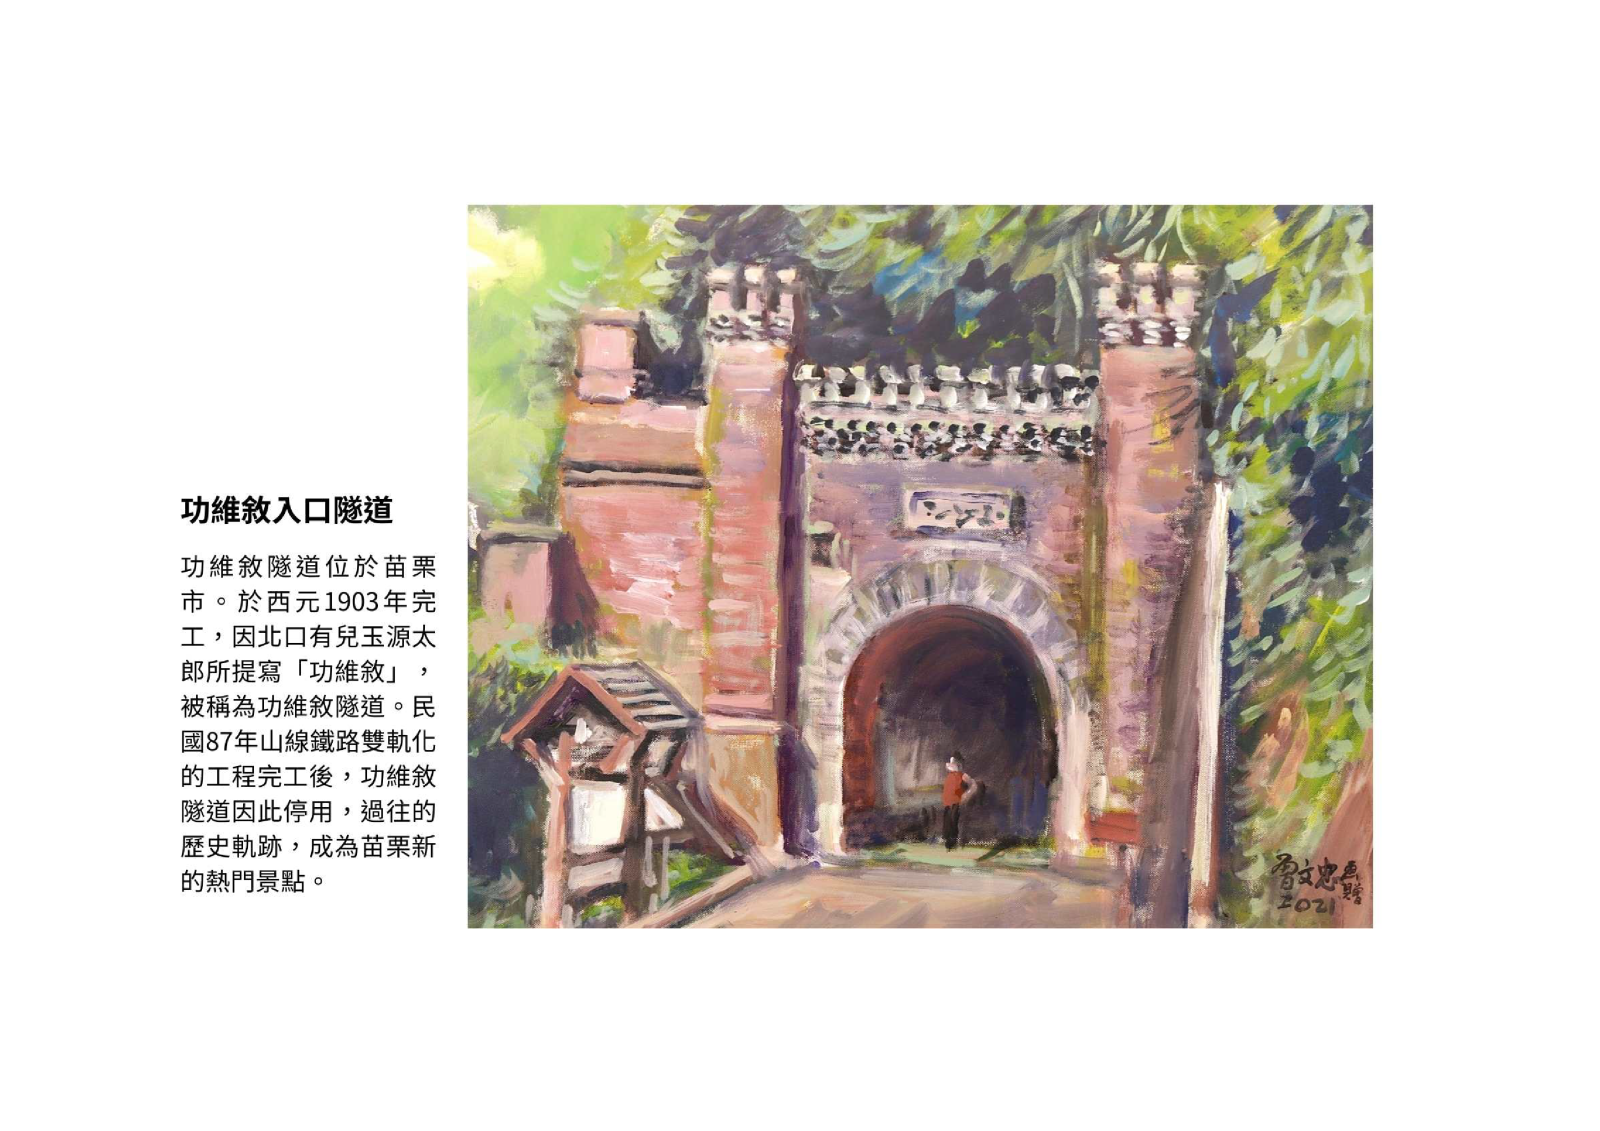 功維敘入口隧道
功維敘隧道位於苗栗
市。於西元1903年完
工，因北口有兒玉源太
郎所提寫「功維敘」，
被稱為功維敘隧道。民
國87年山線鐵路雙軌化
的工程完工後，功維敘
隧道因此停用，過往的
歷史軌跡，成為苗栗新
的熱門景點。
曾文忠畫贈
2021